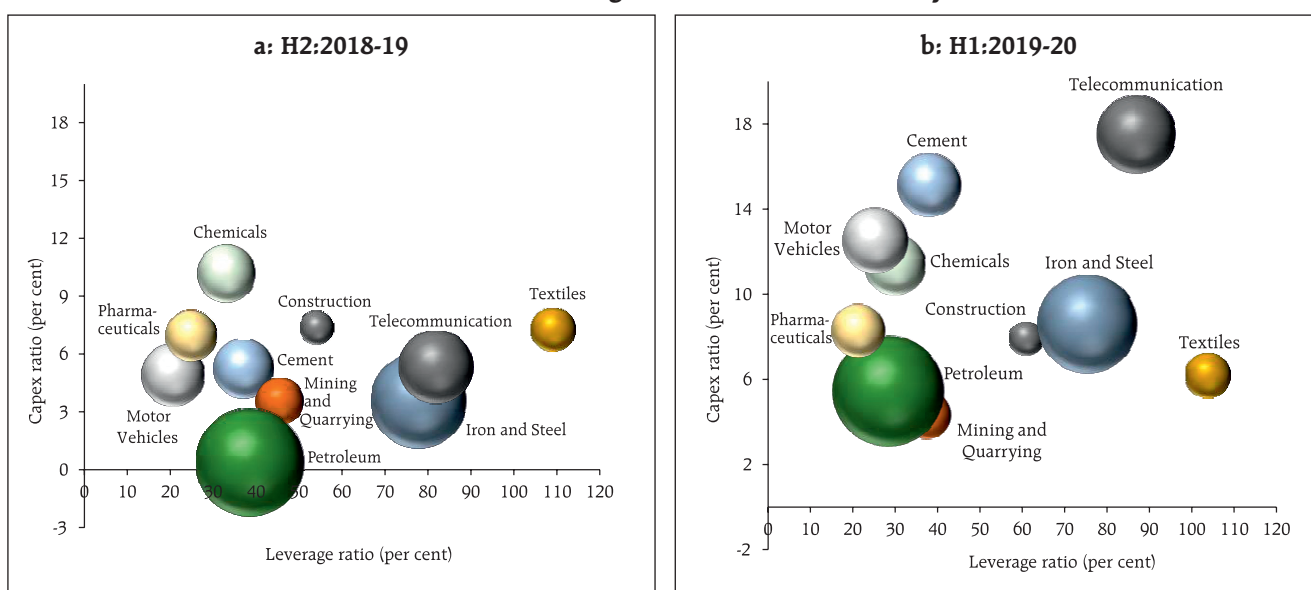 a: H2:2018-19
18
15
12
9
6
3
0
-3
Capex ratio (per cent)
Chemicals
Pharma-
ceuticals
Construction
Telecommunication
Textiles
Cement
Mining
and
Quarrying
Motor
Vehicles
Iron and Steel
Petroleum
0 10 20 30 40 50 60 70 80 90 100 110 120
Leverage ratio (per cent)
b: H1:2019-20
18
14
10
6
2
-2
Capex ratio (per cent)
Telecommunication
Cement
Motor
Vehicles
Chemicals
Iron and Steel
Construction
Pharma-
ceuticals
Textiles
Petroleum
Mining and
Quarrying
0 10 20 30 40 50 60 70 80 90 100 110 120
Leverage ratio (per cent)